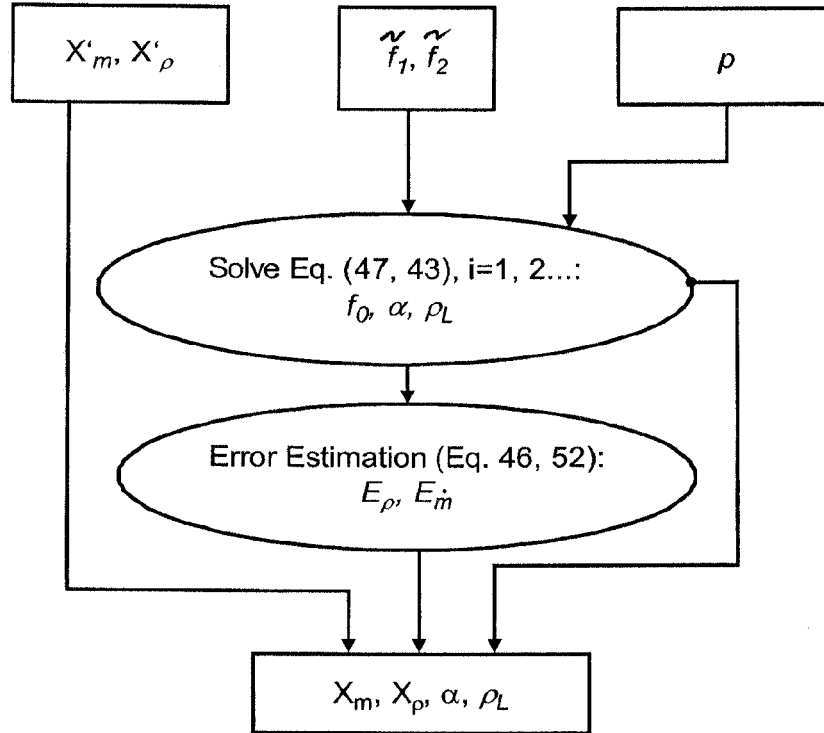 X‘m, X‘ρ
f̃1, f̃2
p
Solve Eq. (47, 43), i=1, 2...:
f0, α, ρL
Error Estimation (Eq. 46, 52):
Eρ, Eṁ
Xm, Xρ, α, ρL